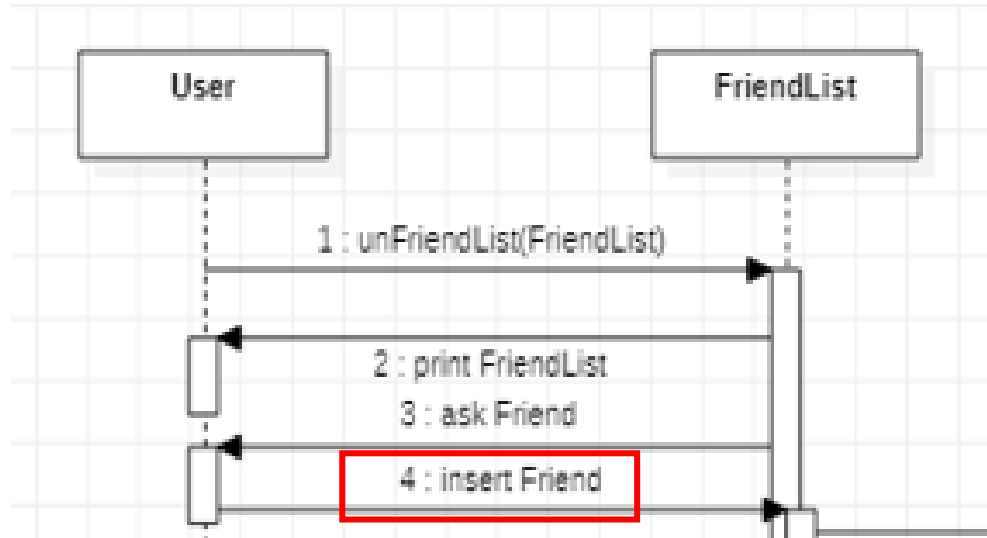 User
FriendList
1 : unFriendList(FriendList)
2 : print FriendList
3 : ask Friend
4 : insert Friend